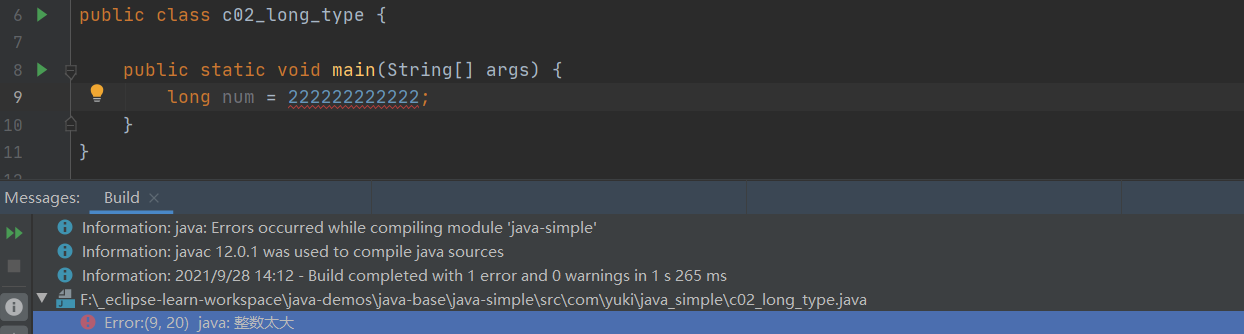 6 public class c02_long_type {
7
8 public static void main(String[] args) {
9 long num = 222222222222;
10 }
11 }
Messages: Build ×
Information: java: Errors occurred while compiling module 'java-simple'
Information: javac 12.0.1 was used to compile java sources
Information: 2021/9/28 14:12 - Build completed with 1 error and 0 warnings in 1 s 265 ms
F:\_eclipse-learn-workspace\java-demos\java-base\java-simple\src\com\yuki\java_simple\c02_long_type.java
Error:(9, 20) java: 整数太大